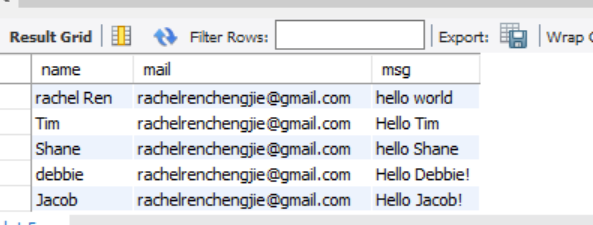 Result Grid Filter Rows: Export: Wrap
name mail msg
rachel Ren rachelrenchengjie@gmail.com hello world
Tim rachelrenchengjie@gmail.com Hello Tim
Shane rachelrenchengjie@gmail.com hello Shane
debbie rachelrenchengjie@gmail.com Hello Debbie!
Jacob rachelrenchengjie@gmail.com Hello Jacob!